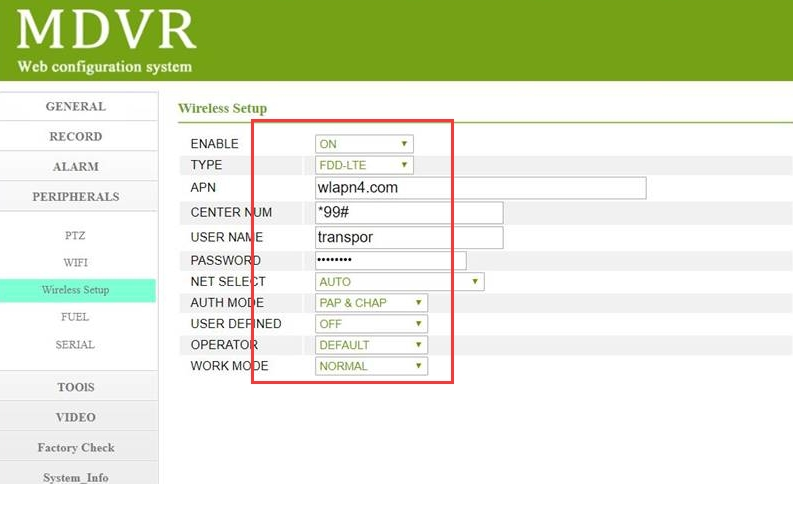 MDVR
Web configuration system
GENERAL
RECORD
ALARM
PERIPHERALS
PTZ
WIFI
Wireless Setup
FUEL
SERIAL
TOOlS
VIDEO
Factory Check
System_Info
Wireless Setup
ENABLE ON
TYPE FDD-LTE
APN wlapn4.com
CENTER NUM *99#
USER NAME transpor
PASSWORD ••••••••
NET SELECT AUTO
AUTH MODE PAP & CHAP
USER DEFINED OFF
OPERATOR DEFAULT
WORK MODE NORMAL